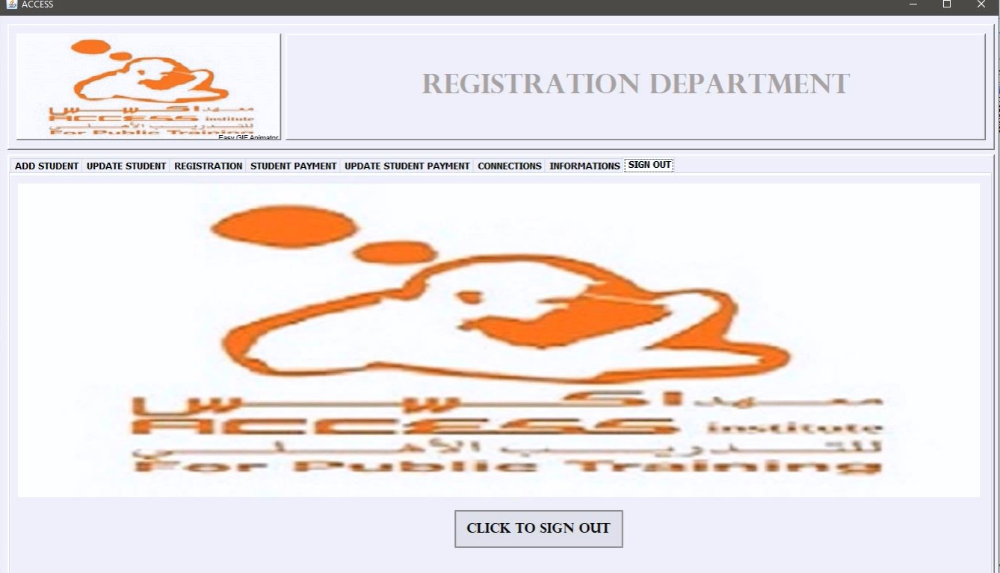 ACCESS
REGISTRATION DEPARTMENT
معهد اكسس
ACCESS institute
للتدريب الأهلي
For Public Training
Easy GIF Animator
ADD STUDENT UPDATE STUDENT REGISTRATION STUDENT PAYMENT UPDATE STUDENT PAYMENT CONNECTIONS INFORMATIONS SIGN OUT
معهد اكسس
ACCESS institute
للتدريب الأهلي
For Public Training
CLICK TO SIGN OUT